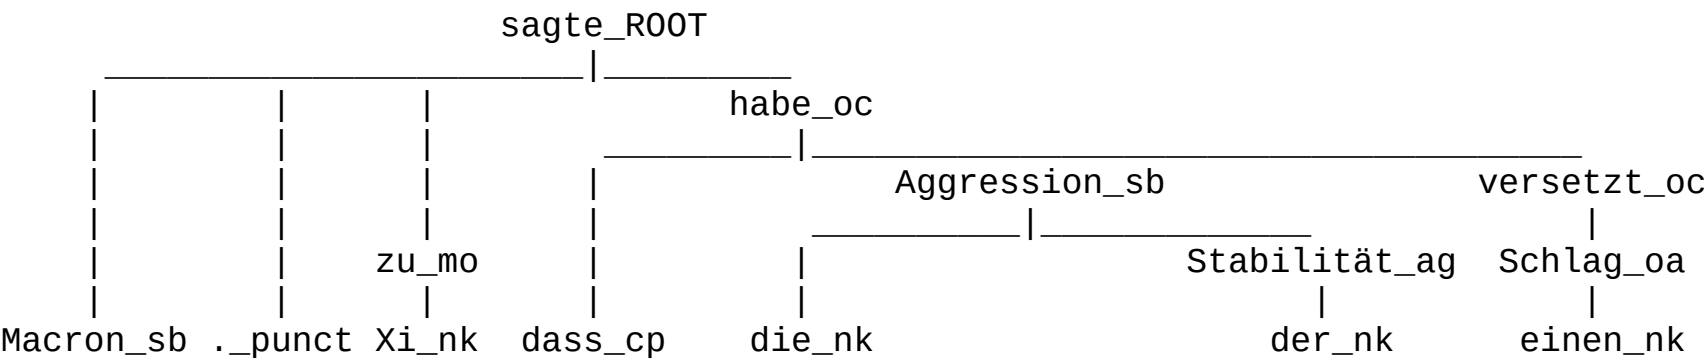 sagte_ROOT
habe_oc
Aggression_sb versetzt_oc
zu_mo Stabilität_ag Schlag_oa
Macron_sb ._punct Xi_nk dass_cp die_nk der_nk einen_nk